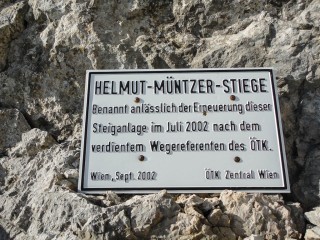 HELMUT-MÜNTZER-STIEGE
Benannt anlässlich der Erneuerung dieser
Steiganlage im Juli 2002 nach dem
verdienten Wegereferenten des ÖTK.
Wien, Sept. 2002 ÖTK Zentrall Wien